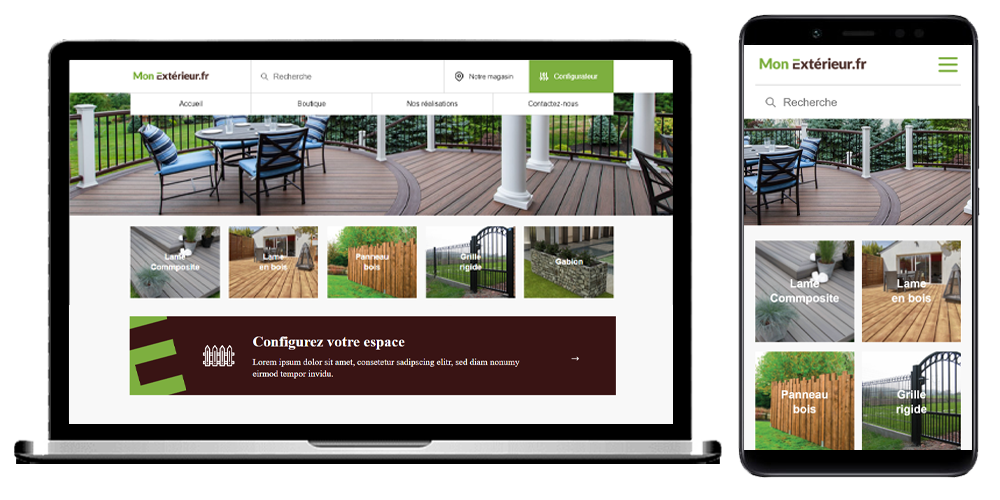 Mon Extérieur.fr
Recherche
Notre magasin
Configurateur
Accueil
Boutique
Nos réalisations
Contactez-nous
Lame
Commposite
Lame
en bois
Panneau
bois
Grille
rigide
Gabion
Configurez votre espace
Lorem ipsum dolor sit amet, consetetur sadipscing elitr, sed diam nonumy
eirmod tempor invidu.
Mon Extérieur.fr
Recherche
Lame
Commposite
Lame
en bois
Panneau
bois
Grille
rigide